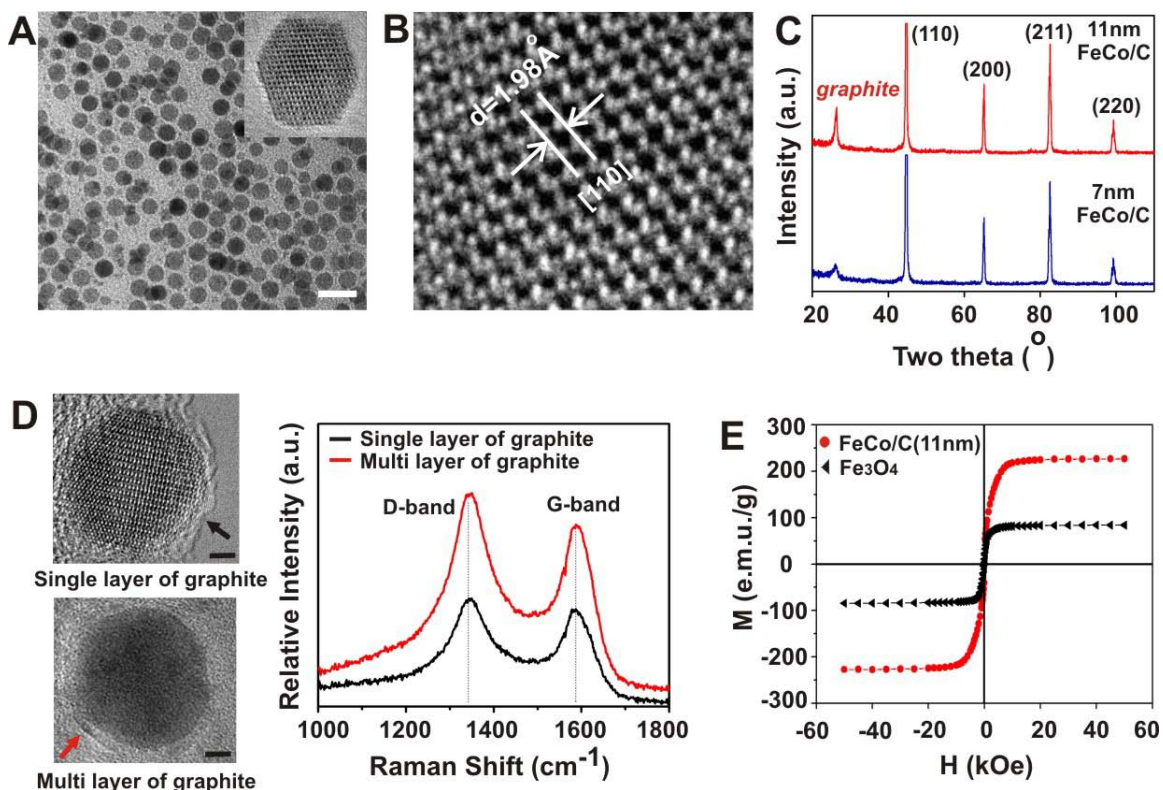 A
B
d=1.98Å
[110]
C
Intensity (a.u.)
graphite
(110)
(200)
(211)
(220)
11nm
FeCo/C
7nm
FeCo/C
20 40 60 80 100
Two theta (°)
D
Single layer of graphite
Multi layer of graphite
Relative Intensity (a.u.)
Single layer of graphite
Multi layer of graphite
D-band
G-band
1000 1200 1400 1600 1800
Raman Shift (cm⁻¹)
E
M (e.m.u./g)
300
200
100
0
-100
-200
-300
FeCo/C(11nm)
Fe₃O₄
-60 -40 -20 0 20 40 60
H (kOe)